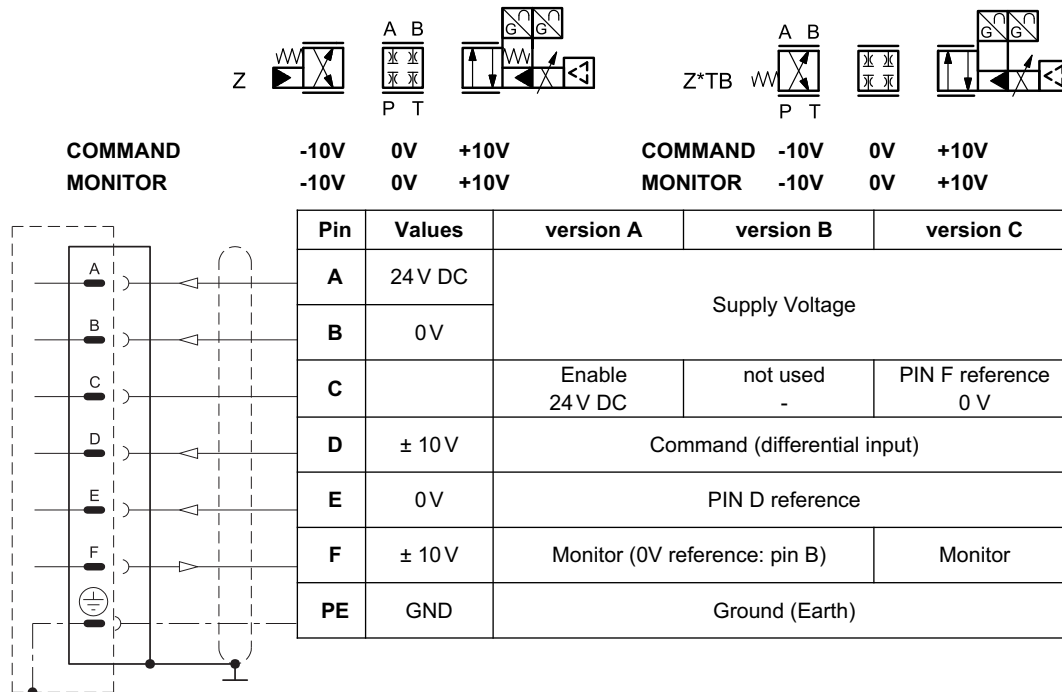 A B
G G
Z
P T
A B
G G
Z*TB
P T
COMMAND -10V 0V +10V
MONITOR -10V 0V +10V
COMMAND -10V 0V +10V
MONITOR -10V 0V +10V
Pin Values version A version B version C
A A 24 V DC
Supply Voltage
B B 0 V
C C Enable 24 V DC not used - PIN F reference 0 V
D D ± 10 V Command (differential input)
E E 0 V PIN D reference
F F ± 10 V Monitor (0V reference: pin B) Monitor
PE GND Ground (Earth)